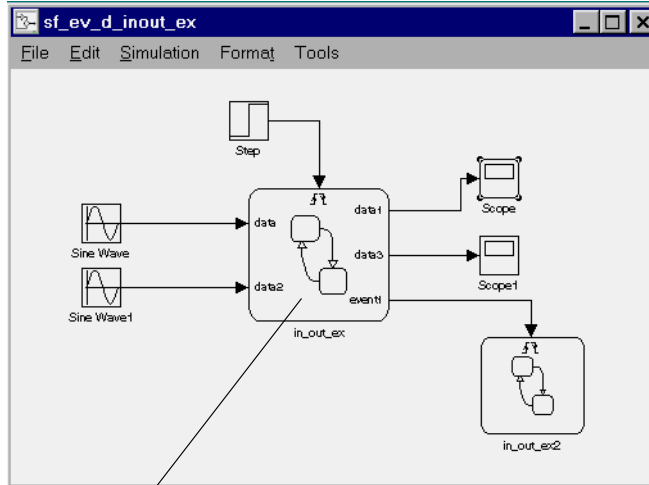 sf_ev_d_inout_ex
File Edit Simulation Format Tools
Step
data
data1
Scope
Sine Wave
data3
data2
Scope1
Sine Wave1
event1
in_out_ex
in_out_ex2